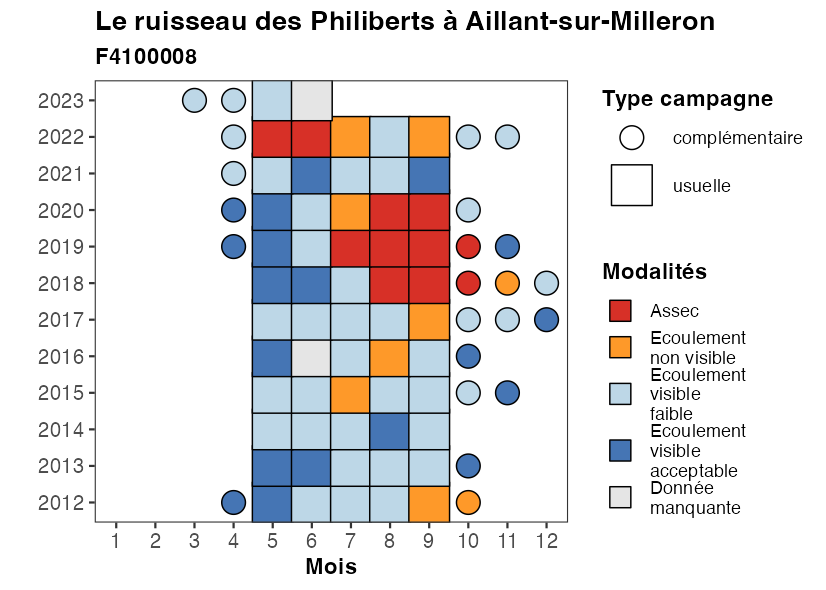 Le ruisseau des Philiberts à Aillant-sur-Milleron
F4100008
2023
2022
2021
2020
2019
2018
2017
2016
2015
2014
2013
2012
1 2 3 4 5 6 7 8 9 10 11 12
Mois
Type campagne
complémentaire
usuelle
Modalités
Assec
Ecoulement
non visible
Ecoulement
visible
faible
Ecoulement
visible
acceptable
Donnée
manquante